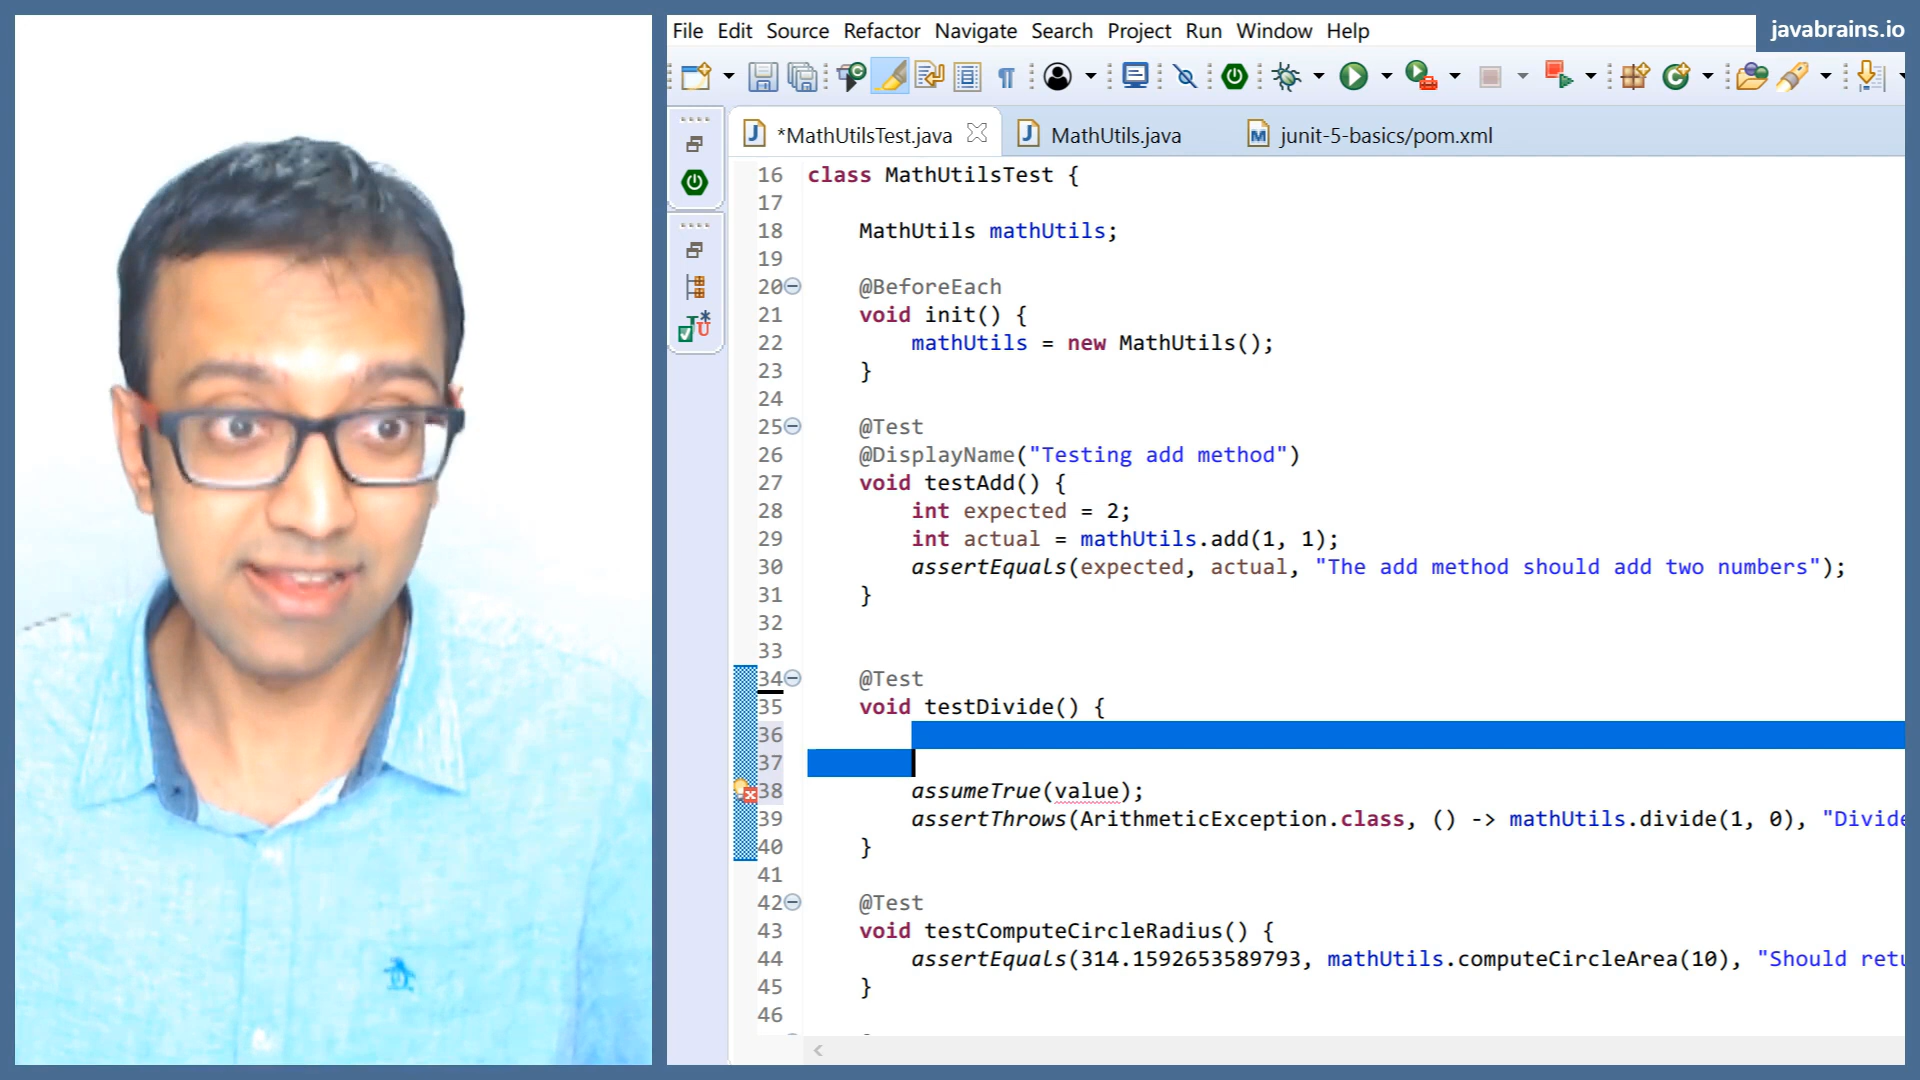 File Edit Source Refactor Navigate Search Project Run Window Help
javabrains.io
*MathUtilsTest.java
MathUtils.java
junit-5-basics/pom.xml
16 class MathUtilsTest {
17
18 MathUtils mathUtils;
19
20 @BeforeEach
21 void init() {
22 mathUtils = new MathUtils();
23 }
24
25 @Test
26 @DisplayName("Testing add method")
27 void testAdd() {
28 int expected = 2;
29 int actual = mathUtils.add(1, 1);
30 assertEquals(expected, actual, "The add method should add two numbers");
31 }
32
33
34 @Test
35 void testDivide() {
36
37
38 assumeTrue(value);
39 assertThrows(ArithmeticException.class, () -> mathUtils.divide(1, 0), "Divide
40 }
41
42 @Test
43 void testComputeCircleRadius() {
44 assertEquals(314.1592653589793, mathUtils.computeCircleArea(10), "Should retu
45 }
46